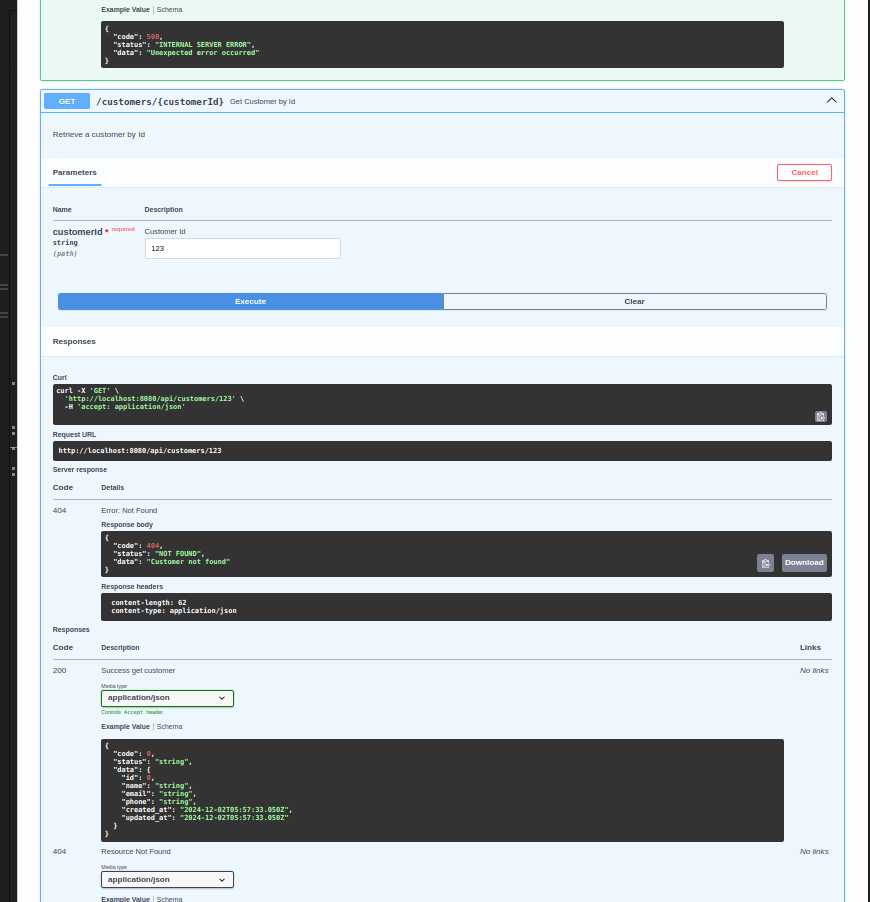 Example Value | Schema
{
"code": 500,
"status": "INTERNAL SERVER ERROR",
"data": "Unexpected error occurred"
}
GET /customers/{customerId} Get Customer by Id
Retrieve a customer by Id
Parameters Cancel
Name Description
customerId * required Customer Id
string
(path)
123
Execute Clear
Responses
Curl
curl -X 'GET' \
'http://localhost:8080/api/customers/123' \
-H 'accept: application/json'
Request URL
http://localhost:8080/api/customers/123
Server response
Code Details
404 Error: Not Found
Response body
{
"code": 404,
"status": "NOT FOUND",
"data": "Customer not found"
}
Download
Response headers
content-length: 62
content-type: application/json
Responses
Code Description Links
200 Success get customer No links
Media type
application/json
Controls Accept header.
Example Value | Schema
{
"code": 0,
"status": "string",
"data": {
"id": 0,
"name": "string",
"email": "string",
"phone": "string",
"created_at": "2024-12-02T05:57:33.050Z",
"updated_at": "2024-12-02T05:57:33.050Z"
}
}
404 Resource Not Found No links
Media type
application/json
Example Value | Schema